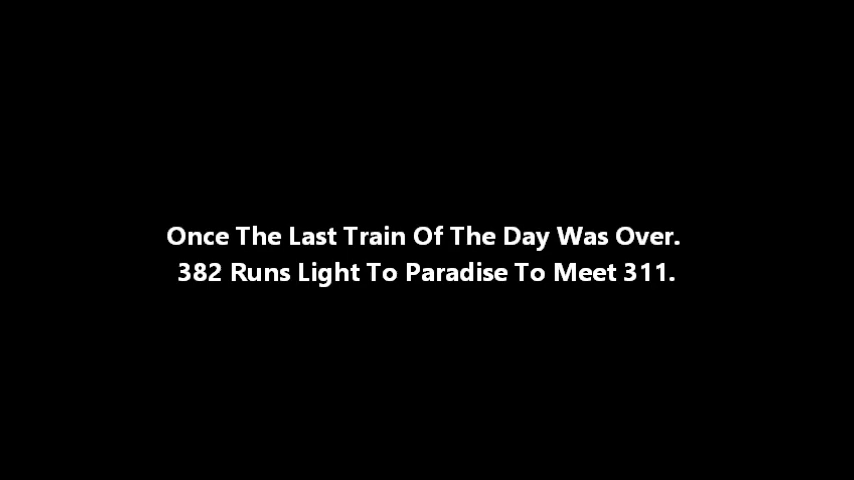 Once The Last Train Of The Day Was Over.
382 Runs Light To Paradise To Meet 311.